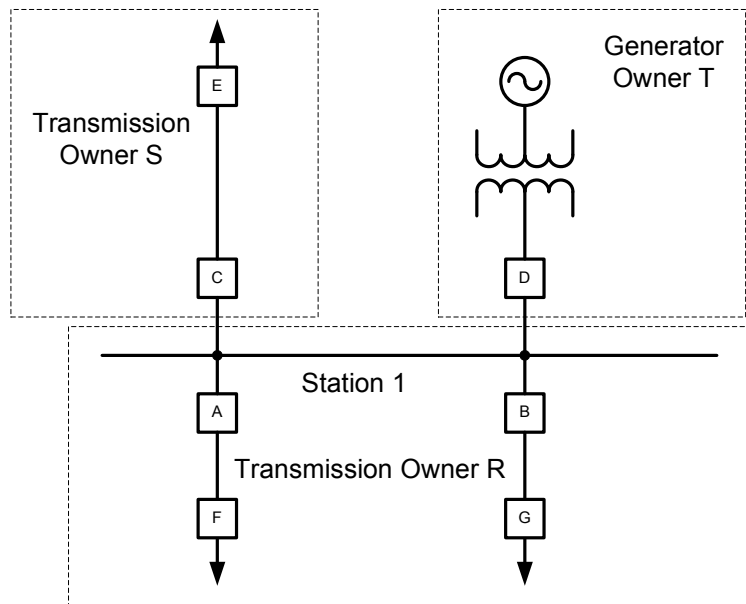 E
Transmission
Owner S
C
Generator
Owner T
D
Station 1
A
B
Transmission Owner R
F
G